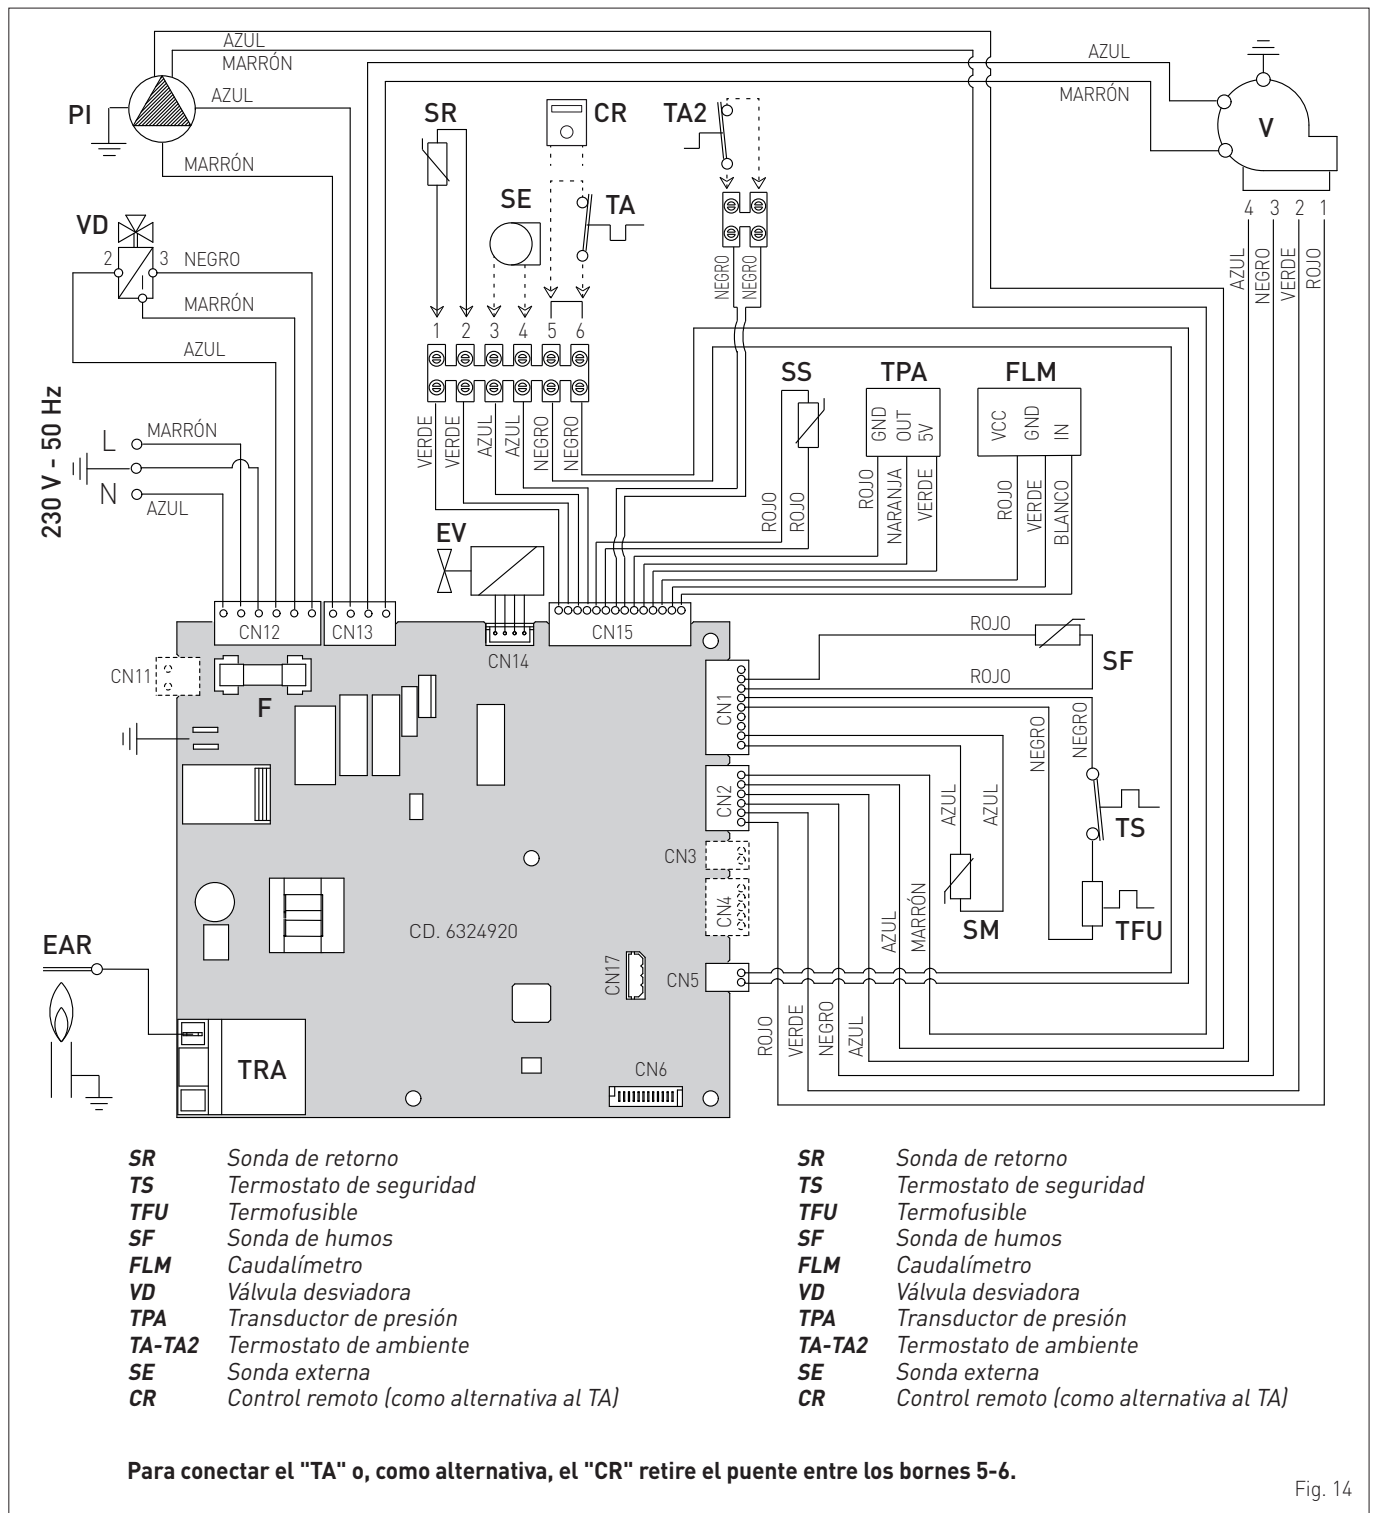 AZUL
MARRÓN
AZUL
AZUL
MARRÓN
PI
MARRÓN
SR
CR
TA2
V
SE
TA
VD
2
3
NEGRO
MARRÓN
AZUL
4
3
2
1
AZUL
NEGRO
VERDE
ROJO
NEGRO
NEGRO
1
2
3
4
5
6
230 V - 50 Hz
L
MARRÓN
N
AZUL
VERDE
VERDE
AZUL
AZUL
NEGRO
NEGRO
SS
TPA
FLM
GND
OUT
5V
VCC
GND
IN
ROJO
ROJO
ROJO
NARANJA
VERDE
ROJO
VERDE
BLANCO
EV
CN12
CN13
CN14
CN15
CN11
F
CN1
ROJO
ROJO
SF
NEGRO
NEGRO
CN2
AZUL
AZUL
TS
CN3
CN4
AZUL
MARRÓN
SM
TFU
CD. 6324920
EAR
CN17
CN5
ROJO
VERDE
NEGRO
AZUL
TRA
CN6
SR Sonda de retorno
TS Termostato de seguridad
TFU Termofusible
SF Sonda de humos
FLM Caudalímetro
VD Válvula desviadora
TPA Transductor de presión
TA-TA2 Termostato de ambiente
SE Sonda externa
CR Control remoto (como alternativa al TA)
SR Sonda de retorno
TS Termostato de seguridad
TFU Termofusible
SF Sonda de humos
FLM Caudalímetro
VD Válvula desviadora
TPA Transductor de presión
TA-TA2 Termostato de ambiente
SE Sonda externa
CR Control remoto (como alternativa al TA)
Para conectar el "TA" o, como alternativa, el "CR" retire el puente entre los bornes 5-6.
Fig. 14